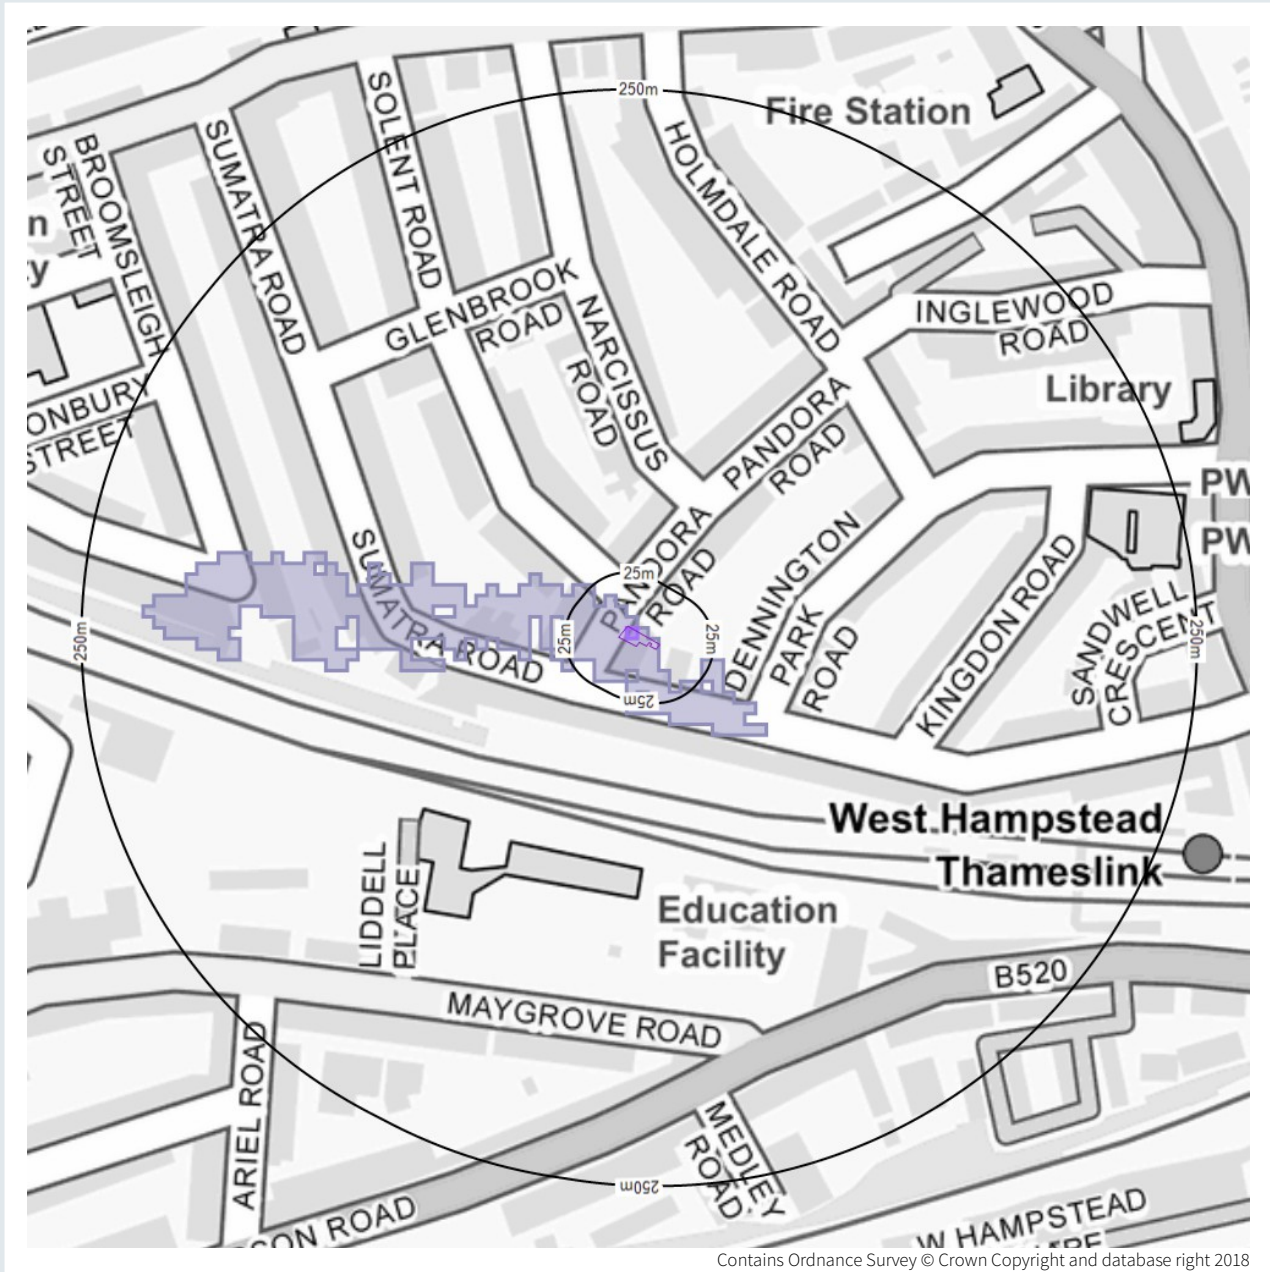 250m
Fire Station
SOLENT ROAD
SUMATRA ROAD
BROOMSLEIGH
STREET
HOLMDALE ROAD
n
y
GLENBROOK
ROAD
INGLEWOOD
ROAD
NARCISSUS
ROAD
Library
PANDORA
ROAD
ONBURY
STREET
PW
PW
PANDORA
ROAD
DENNINGTON
PARK
ROAD
KINGDON ROAD
SANDWELL
CRESCENT
SUMATRA ROAD
25m
25m
25m
25m
250m
250m
West Hampstead
Thameslink
LIDDELL
PLACE
Education
Facility
B520
MAYGROVE ROAD
ARIEL ROAD
MEDLEY
ROAD
250m
SON ROAD
W HAMPSTEAD
Contains Ordnance Survey © Crown Copyright and database right 2018